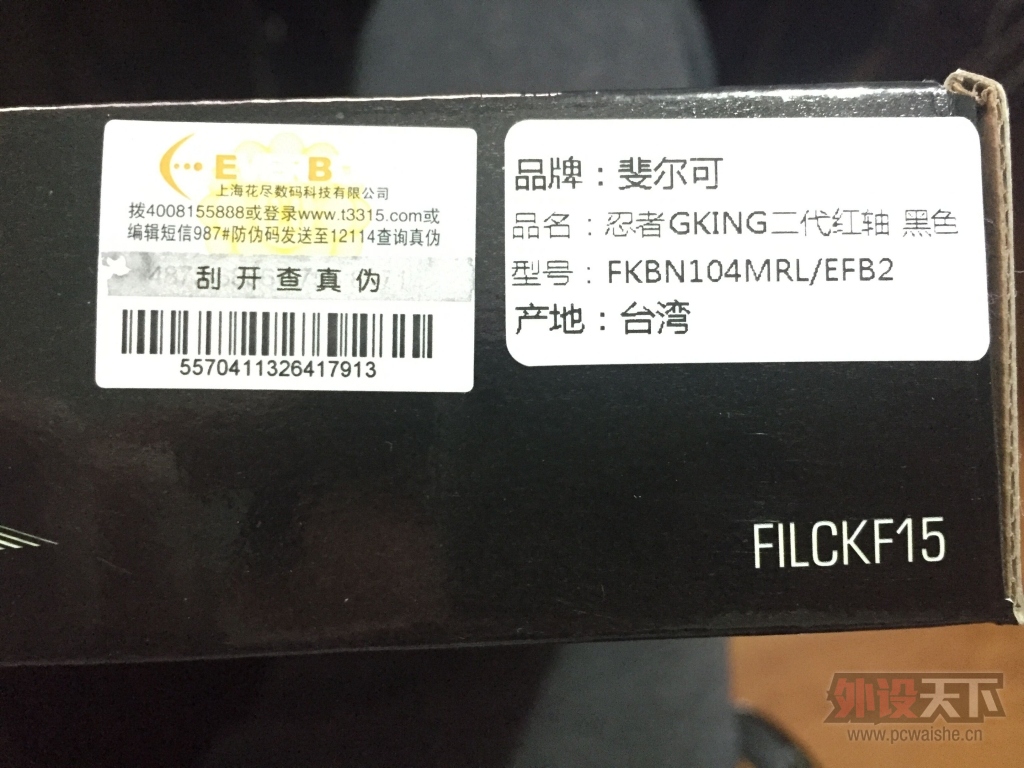 上海花尽数码科技有限公司
拨4008155888或登录www.t3315.com或
编辑短信987#防伪码发送至12114查询真伪
刮开查真伪
5570411326417913
品牌：斐尔可
品名：忍者GKING二代红轴 黑色
型号：FKBN104MRL/EFB2
产地：台湾
FILCKF15
外设天下
www.pcwaishe.cn